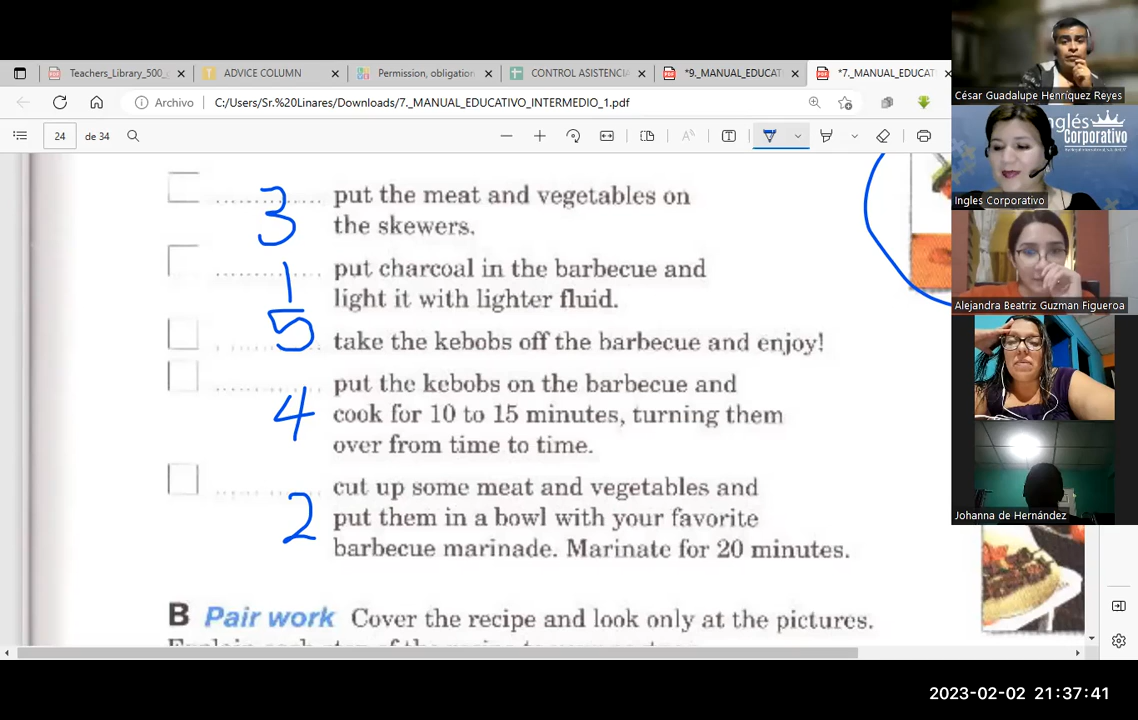 Teachers_Library_500_
ADVICE COLUMN
Permission, obligation
CONTROL ASISTENCIA
*9._MANUAL_EDUCAT
*7._MANUAL_EDUCAT
Archivo
C:/Users/Sr.%20Linares/Downloads/7._MANUAL_EDUCATIVO_INTERMEDIO_1.pdf
24 de 34
3 put the meat and vegetables on
the skewers.
1 put charcoal in the barbecue and
light it with lighter fluid.
5 take the kebobs off the barbecue and enjoy!
4 put the kebobs on the barbecue and
cook for 10 to 15 minutes, turning them
over from time to time.
2 cut up some meat and vegetables and
put them in a bowl with your favorite
barbecue marinade. Marinate for 20 minutes.
B Pair work Cover the recipe and look only at the pictures.
César Guadalupe Henríquez Reyes
Inglés
Corporativo
Ingles Corporativo
Alejandra Beatriz Guzman Figueroa
Johanna de Hernández
2023-02-02 21:37:41